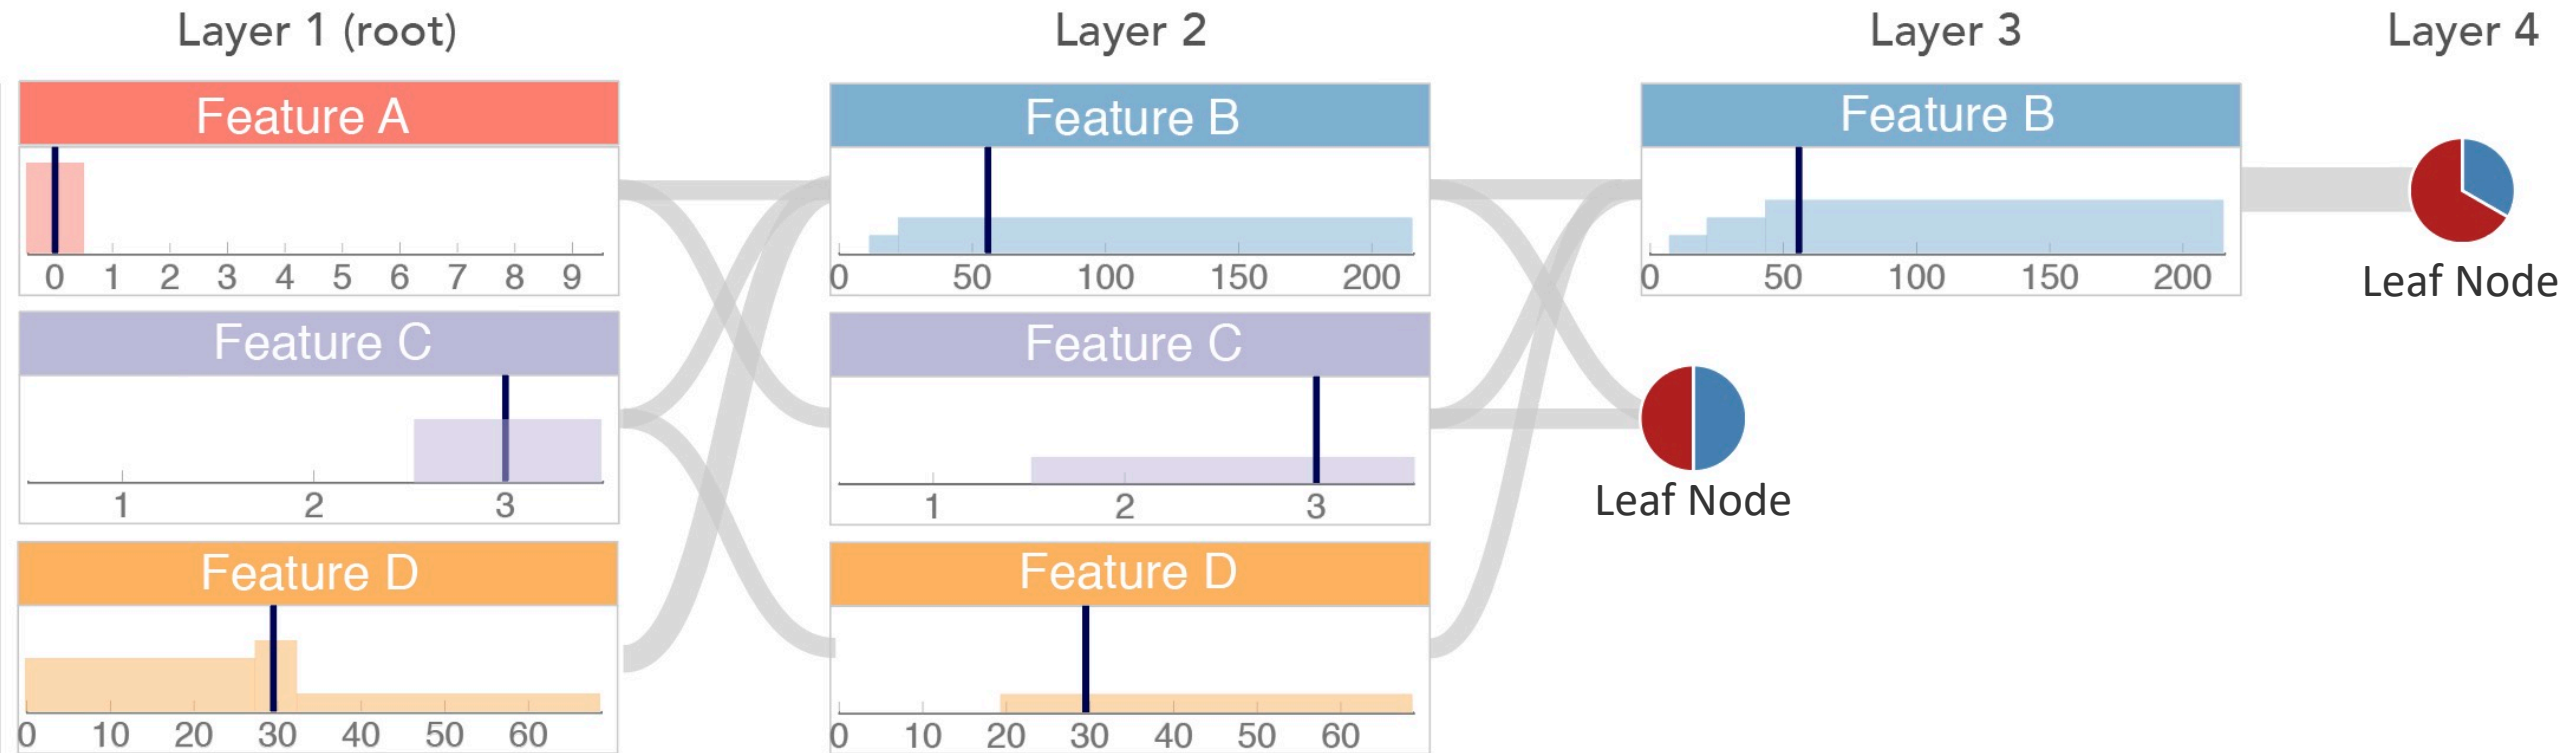 Layer 1 (root)
Layer 2
Layer 3
Layer 4
Feature A
0 1 2 3 4 5 6 7 8 9
Feature B
0 50 100 150 200
Feature B
0 50 100 150 200
Leaf Node
Feature C
1 2 3
Feature C
1 2 3
Leaf Node
Feature D
0 10 20 30 40 50 60
Feature D
0 10 20 30 40 50 60